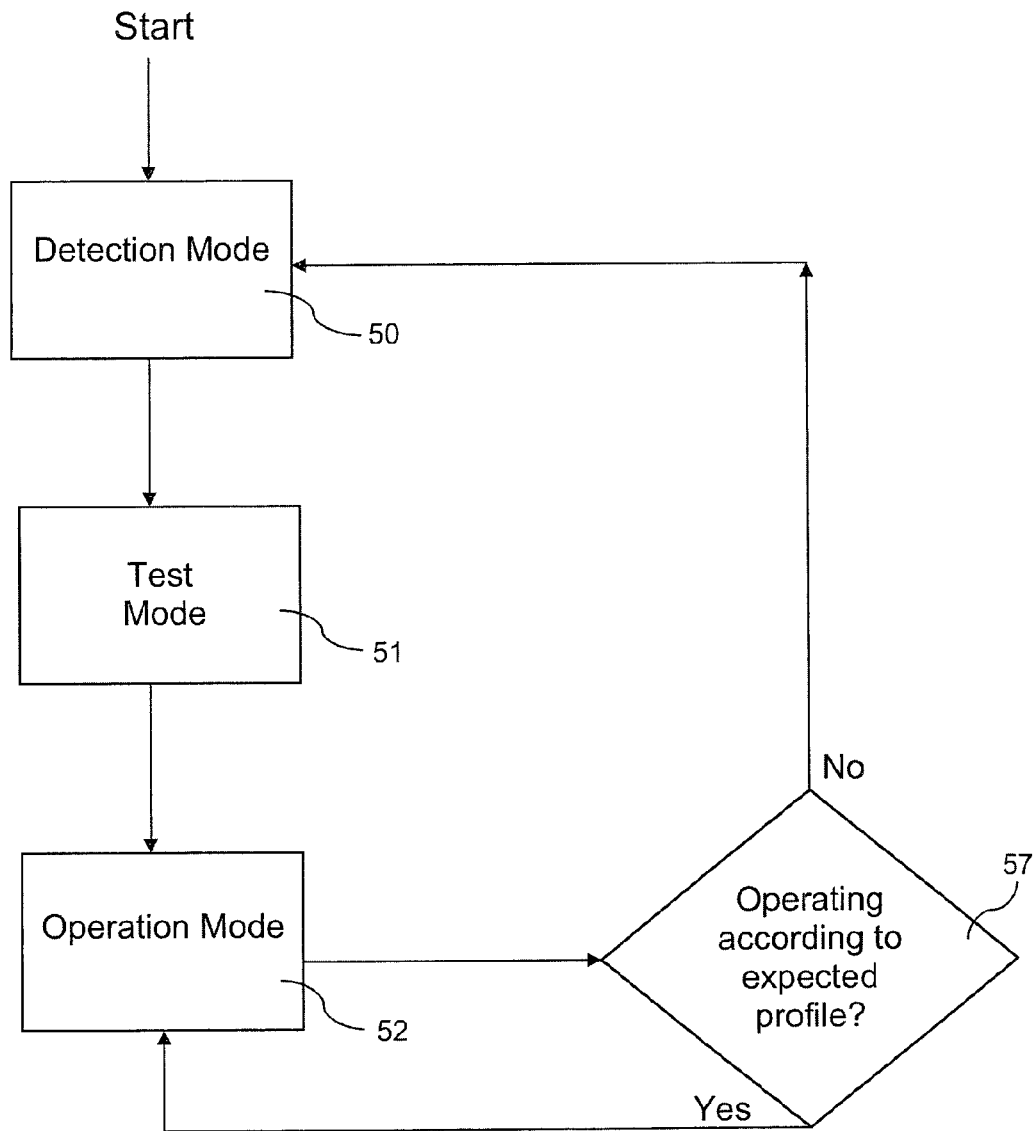 Start
Detection Mode
50
Test
Mode
51
Operation Mode
52
No
57
Operating
according to
expected
profile?
Yes